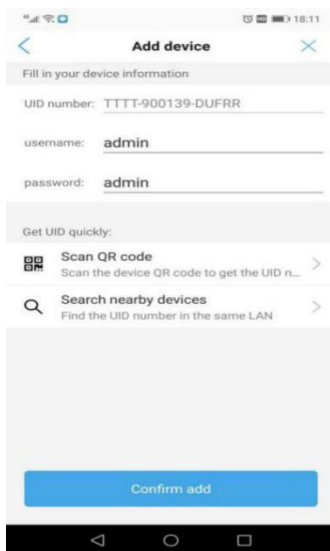 18:11
Add device
Fill in your device information
UID number: TTTT-900139-DUFRR
username: admin
password: admin
Get UID quickly:
Scan QR code
Scan the device QR code to get the UID n...
Search nearby devices
Find the UID number in the same LAN
Confirm add